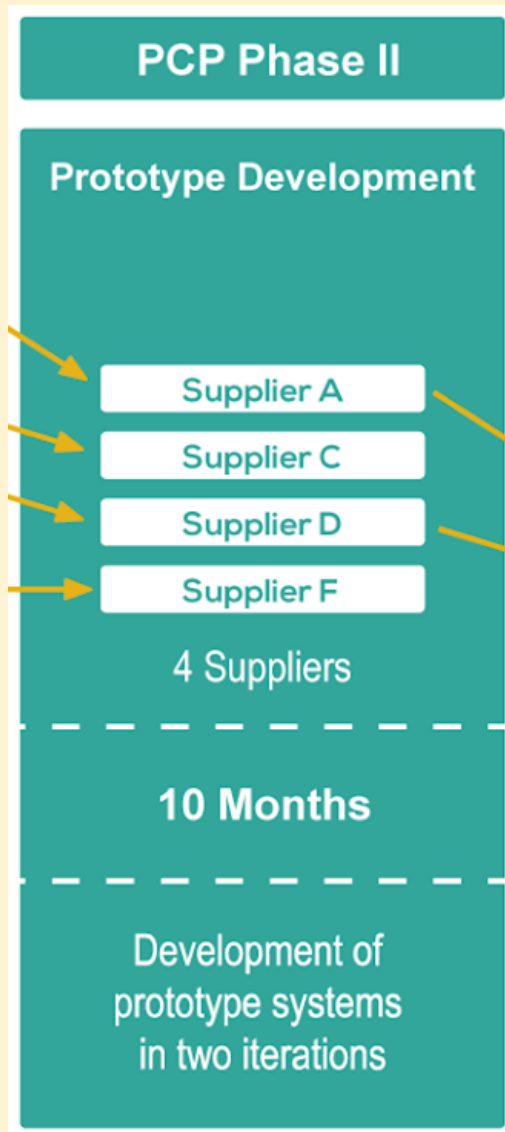 PCP Phase II
Prototype Development
Supplier A
Supplier C
Supplier D
Supplier F
4 Suppliers
10 Months
Development of
prototype systems
in two iterations